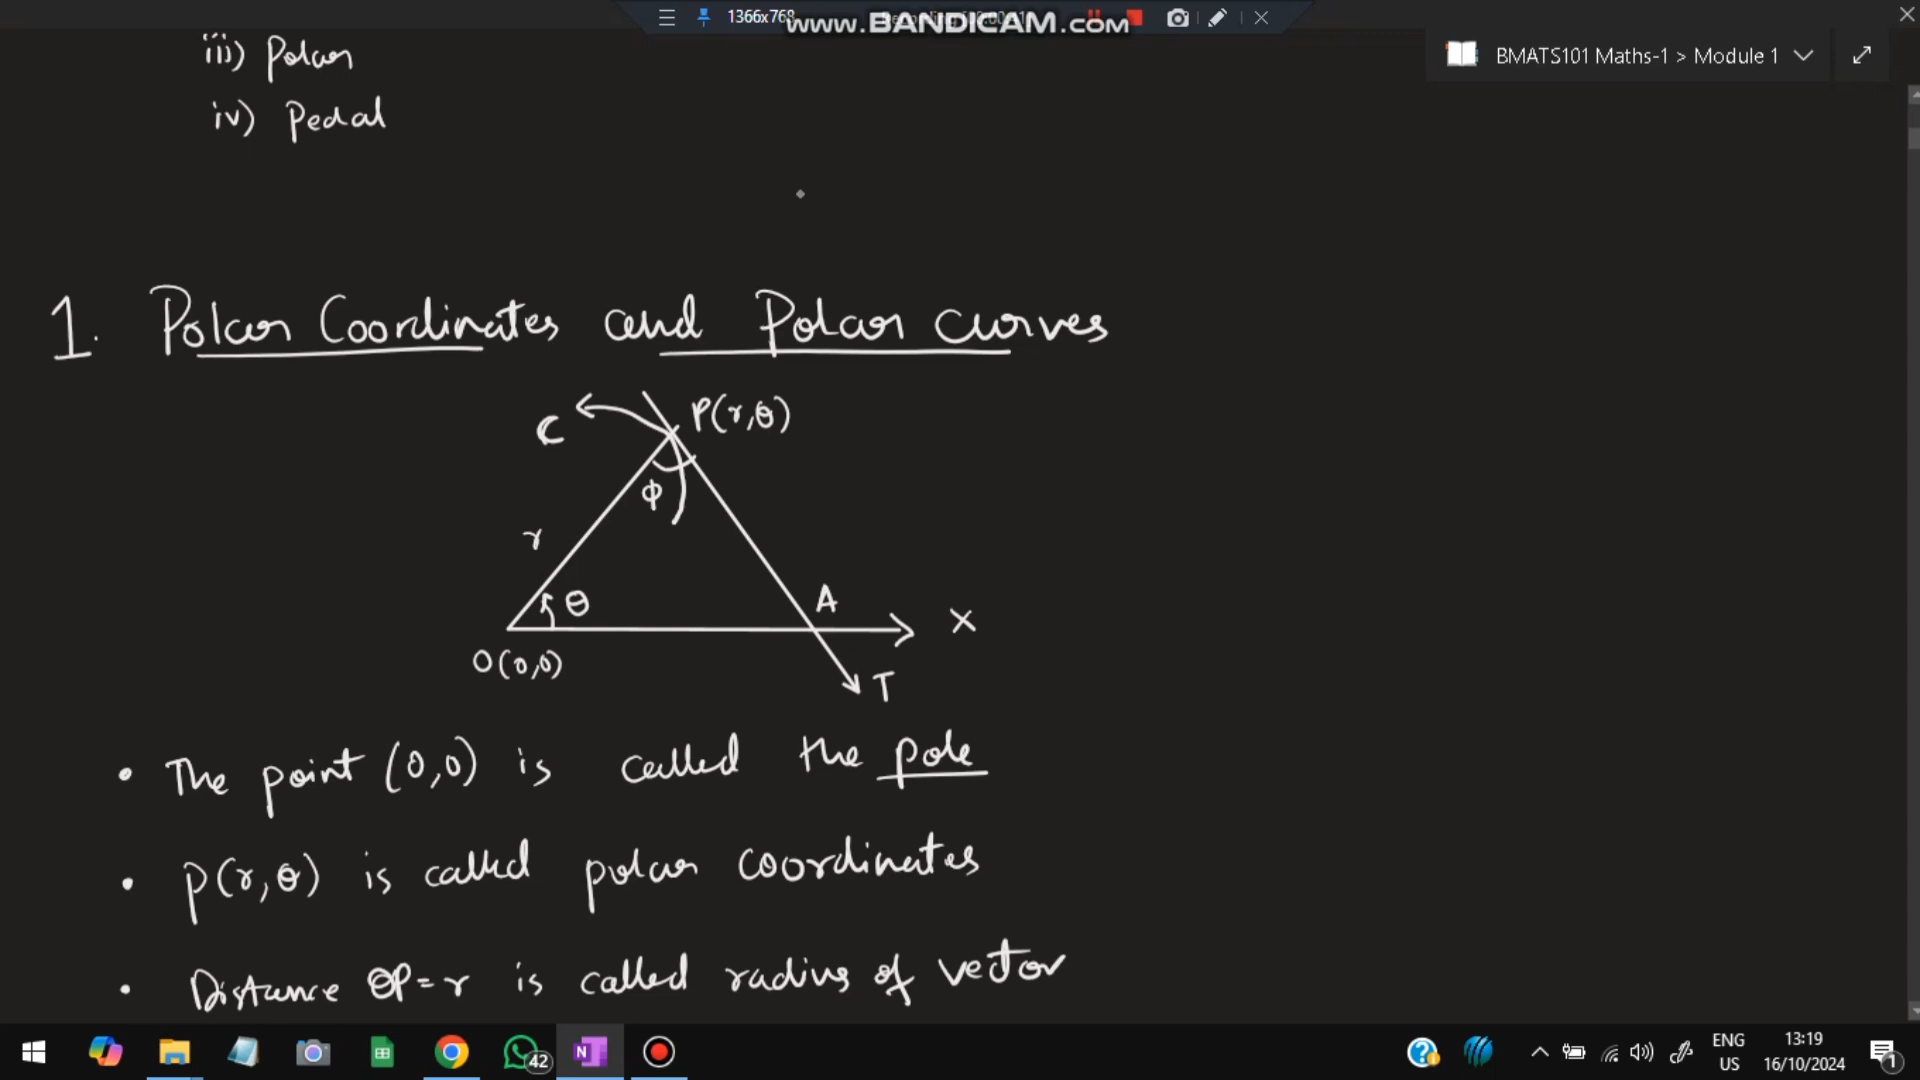 1366x768
www.BANDICAM.com
iii) Polar
BMATS101 Maths-1 > Module 1
iv) Pedal
1. Polar Coordinates and Polar curves
C
P(r,θ)
ϕ
r
θ
A
X
O(0,0)
T
• The point (0,0) is called the pole
• P(r,θ) is called polar coordinates
• Distance OP=r is called radius of vector
42
N
ENG
US
13:19
16/10/2024
1